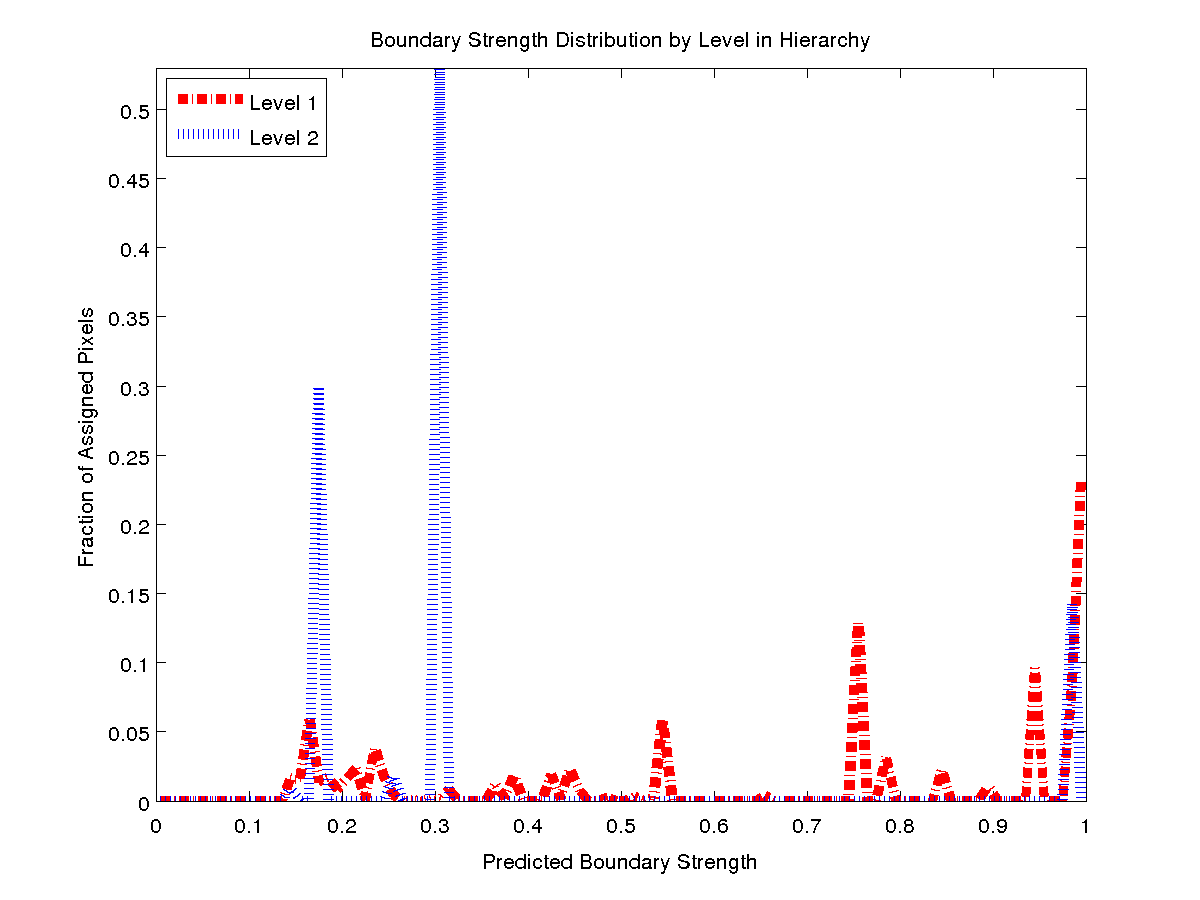 Boundary Strength Distribution by Level in Hierarchy
Level 1
Level 2
0.5
0.45
0.4
0.35
0.3
0.25
0.2
0.15
0.1
0.05
0
Fraction of Assigned Pixels
0 0.1 0.2 0.3 0.4 0.5 0.6 0.7 0.8 0.9 1
Predicted Boundary Strength